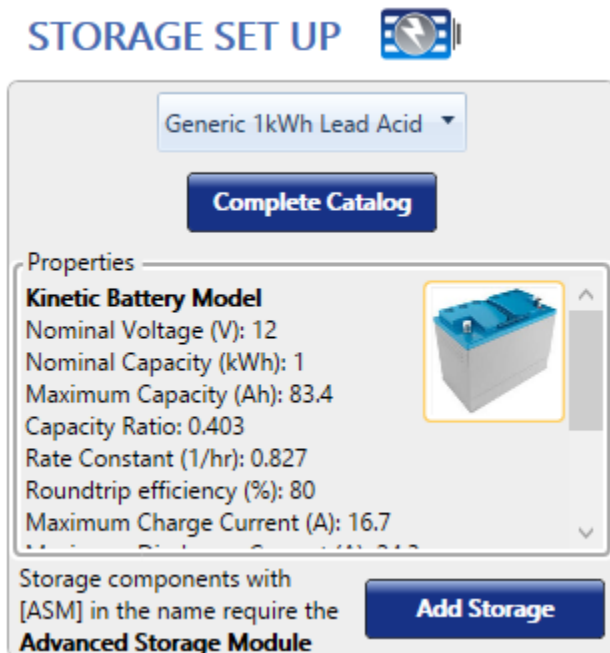 STORAGE SET UP
Generic 1kWh Lead Acid
Complete Catalog
Properties
Kinetic Battery Model
Nominal Voltage (V): 12
Nominal Capacity (kWh): 1
Maximum Capacity (Ah): 83.4
Capacity Ratio: 0.403
Rate Constant (1/hr): 0.827
Roundtrip efficiency (%): 80
Maximum Charge Current (A): 16.7
Storage components with
[ASM] in the name require the
Advanced Storage Module
Add Storage